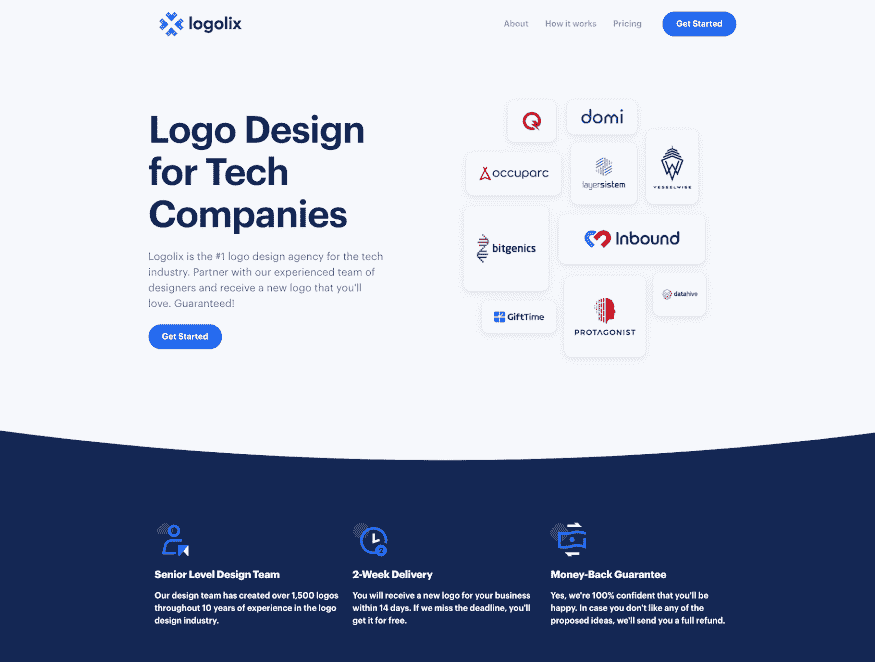 logolix
About How it works Pricing Get Started
Logo Design
for Tech
Companies
Logolix is the #1 logo design agency for the tech
industry. Partner with our experienced team of
designers and receive a new logo that you'll
love. Guaranteed!
Get Started
Q
domi
occuparc
layersistem
VESSELWISE
bitgenics
Inbound
GiftTime
PROTAGONIST
datahive
Senior Level Design Team
Our design team has created over 1,500 logos
throughout 10 years of experience in the logo
design industry.
2
2-Week Delivery
You will receive a new logo for your business
within 14 days. If we miss the deadline, you'll
get it for free.
Money-Back Guarantee
Yes, we're 100% confident that you'll be
happy. In case you don't like any of the
proposed ideas, we'll send you a full refund.